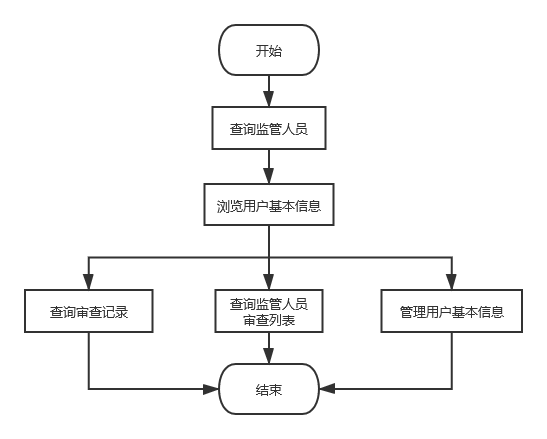 开始
查询监管人员
浏览用户基本信息
查询审查记录
查询监管人员
审查列表
管理用户基本信息
结束